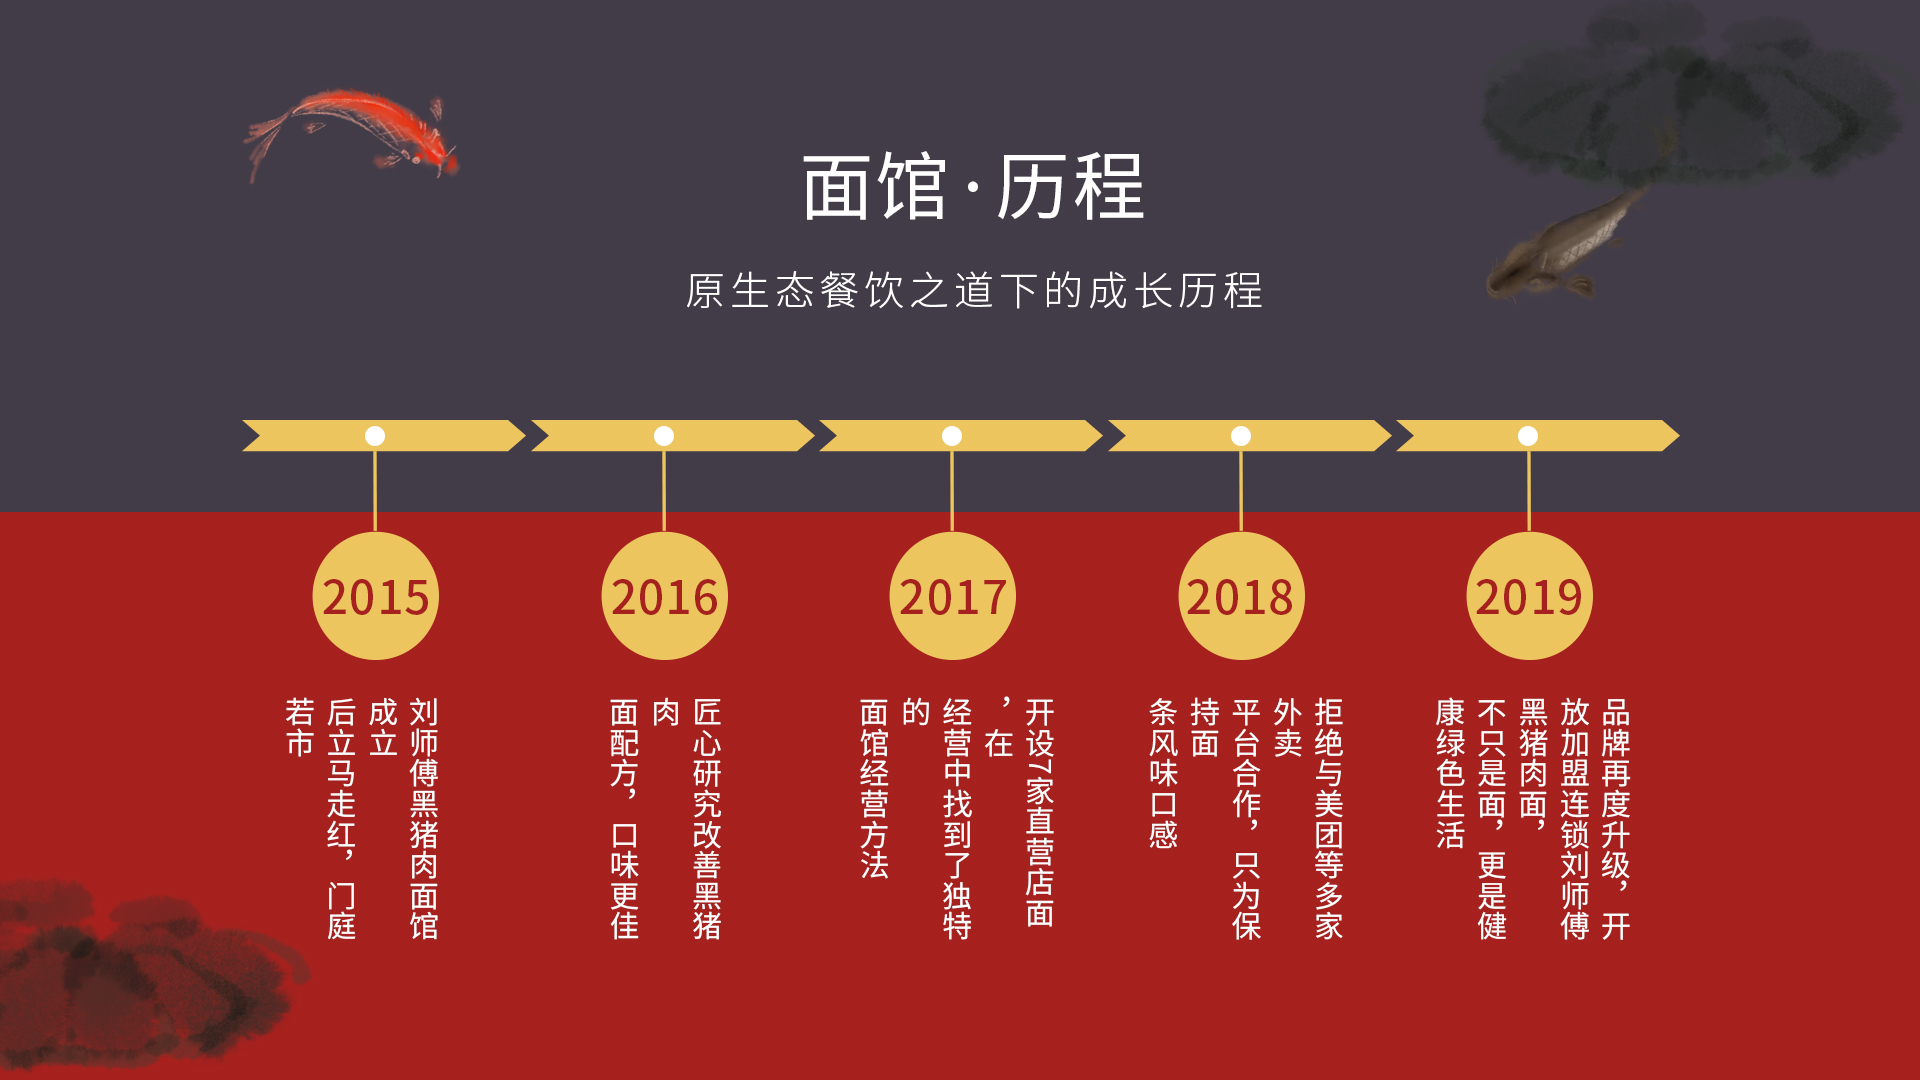 面馆·历程
原生态餐饮之道下的成长历程
2015
刘师傅黑猪肉面馆
成立
后立马走红，门庭
若市
2016
匠心研究改善黑猪
肉
面配方，口味更佳
2017
开设7家直营店面
，在
经营中找到了独特
的
面馆经营方法
2018
拒绝与美团等多家
外卖
平台合作，只为保
持面
条风味口感
2019
品牌再度升级，开
放加盟连锁刘师傅
黑猪肉面，
不只是面，更是健
康绿色生活